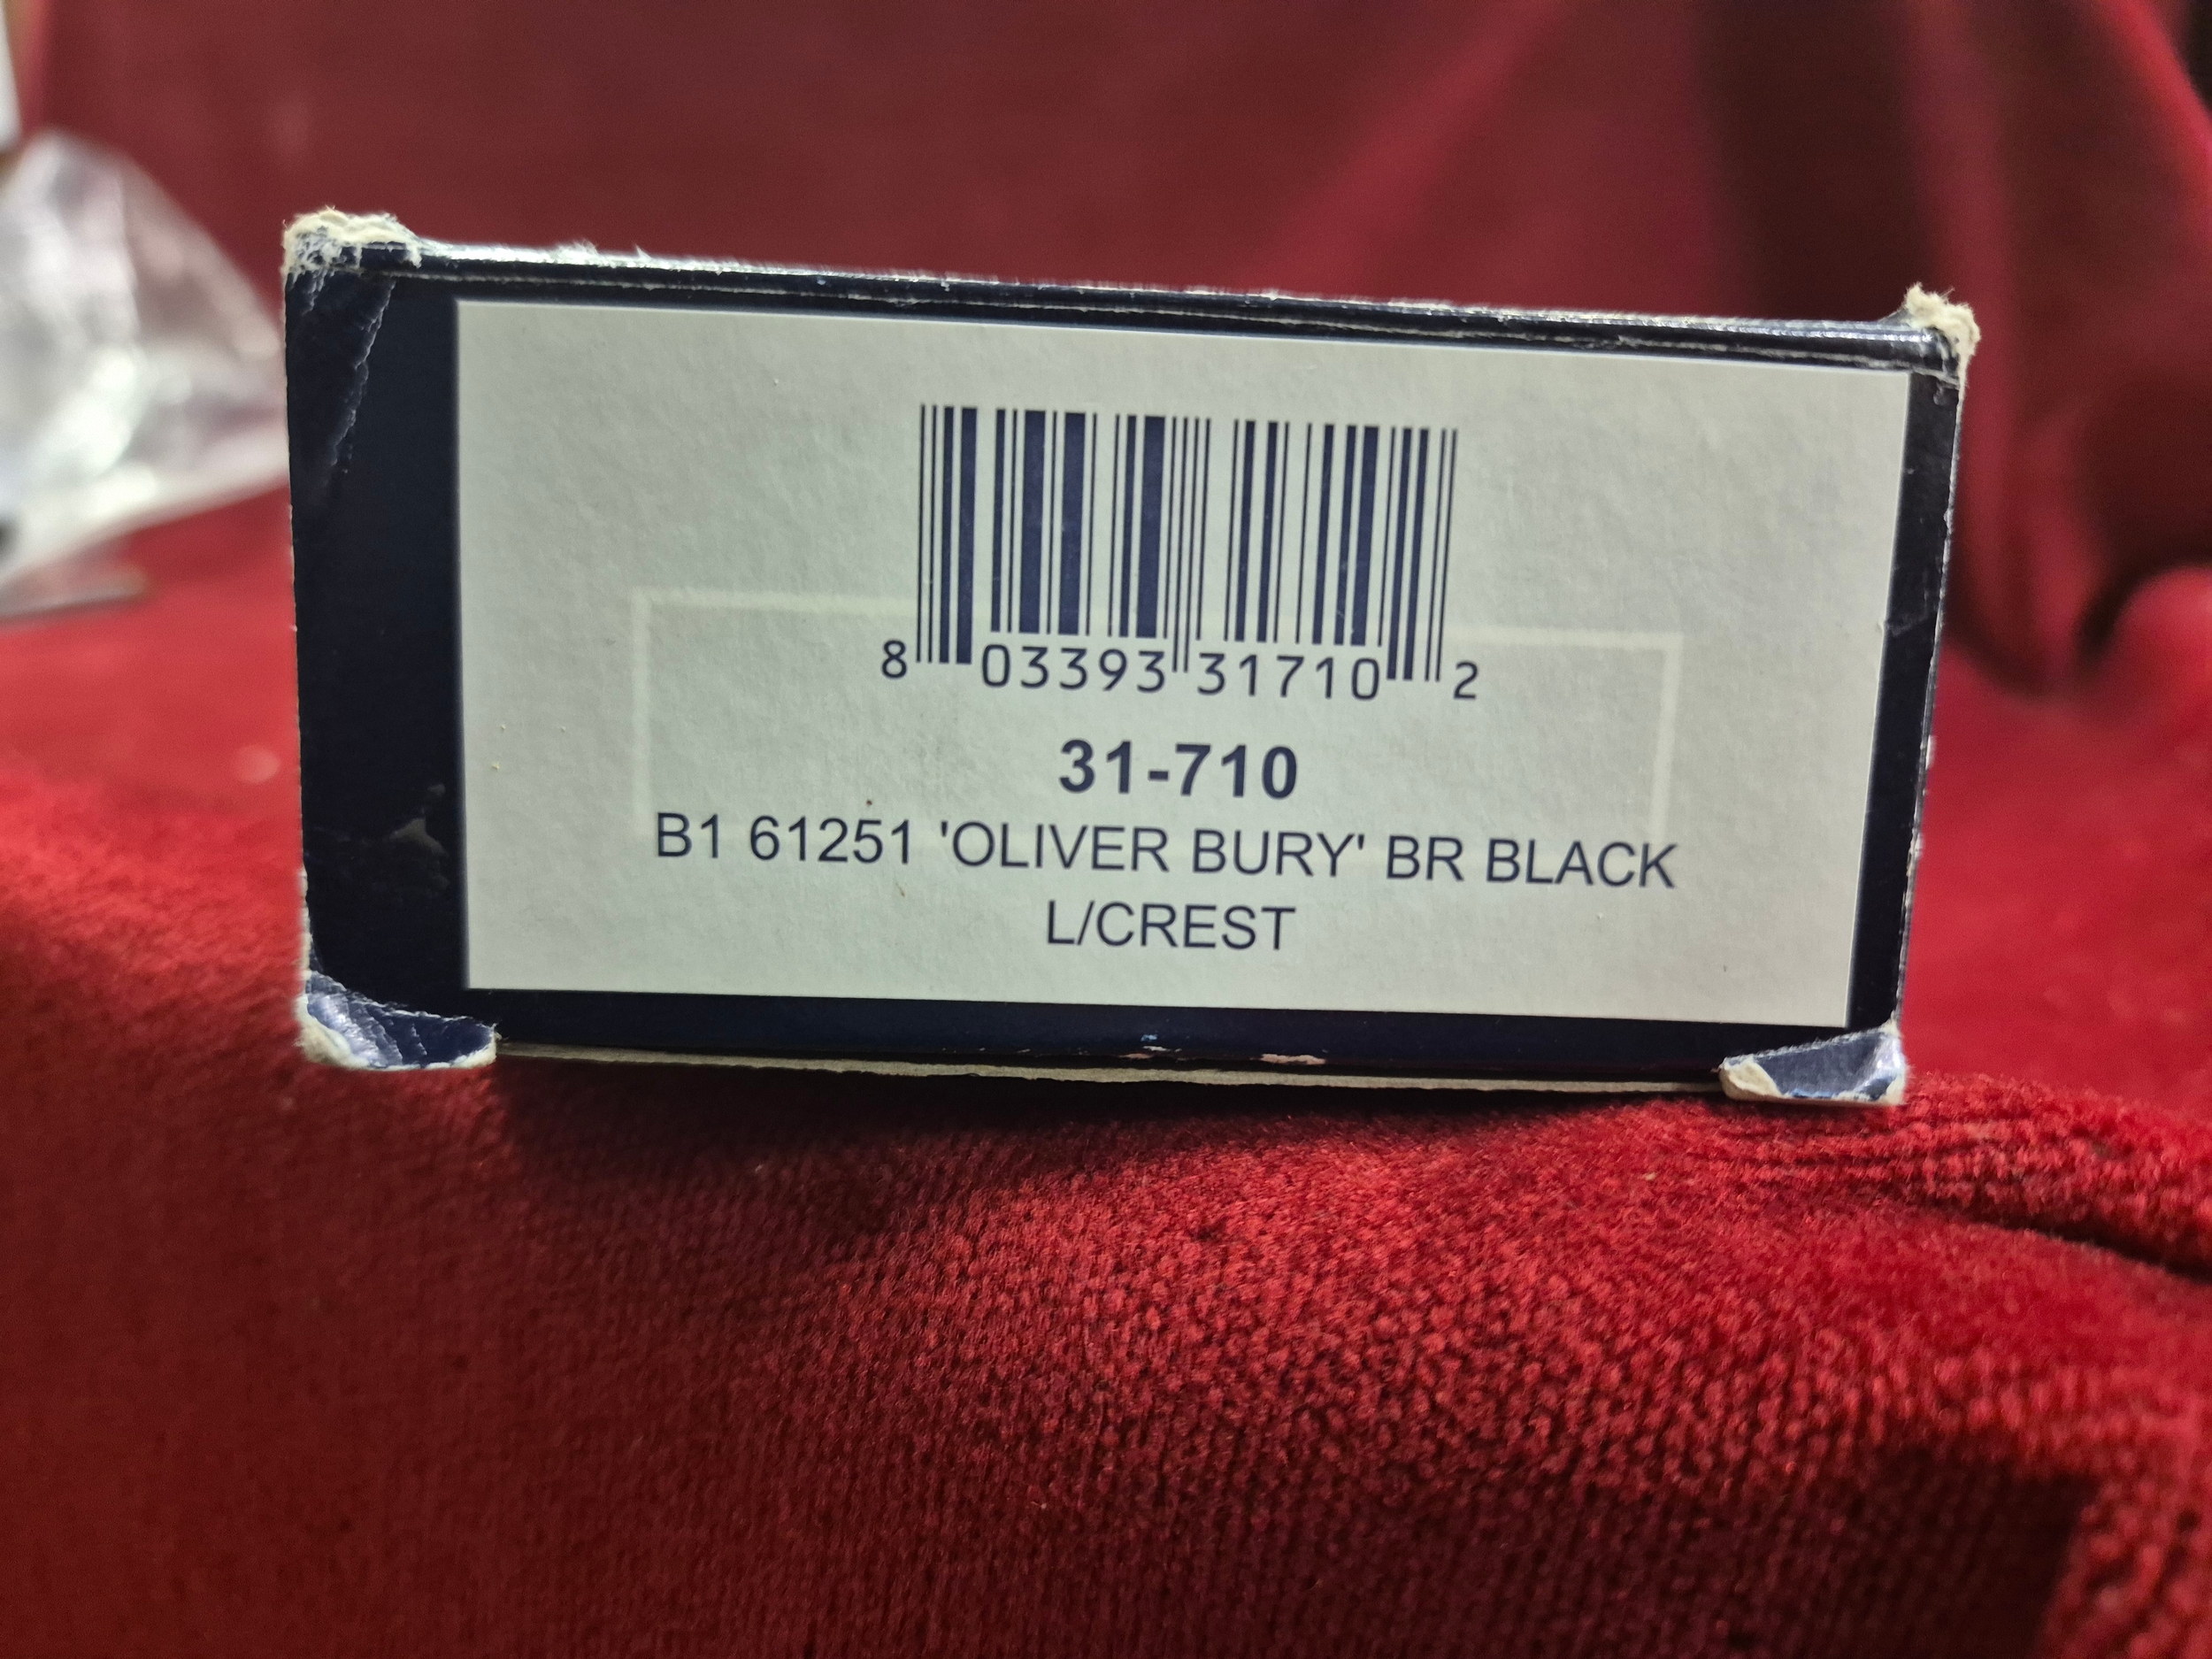 8 03393 31710 2
31-710
B1 61251 'OLIVER BURY' BR BLACK
L/CREST